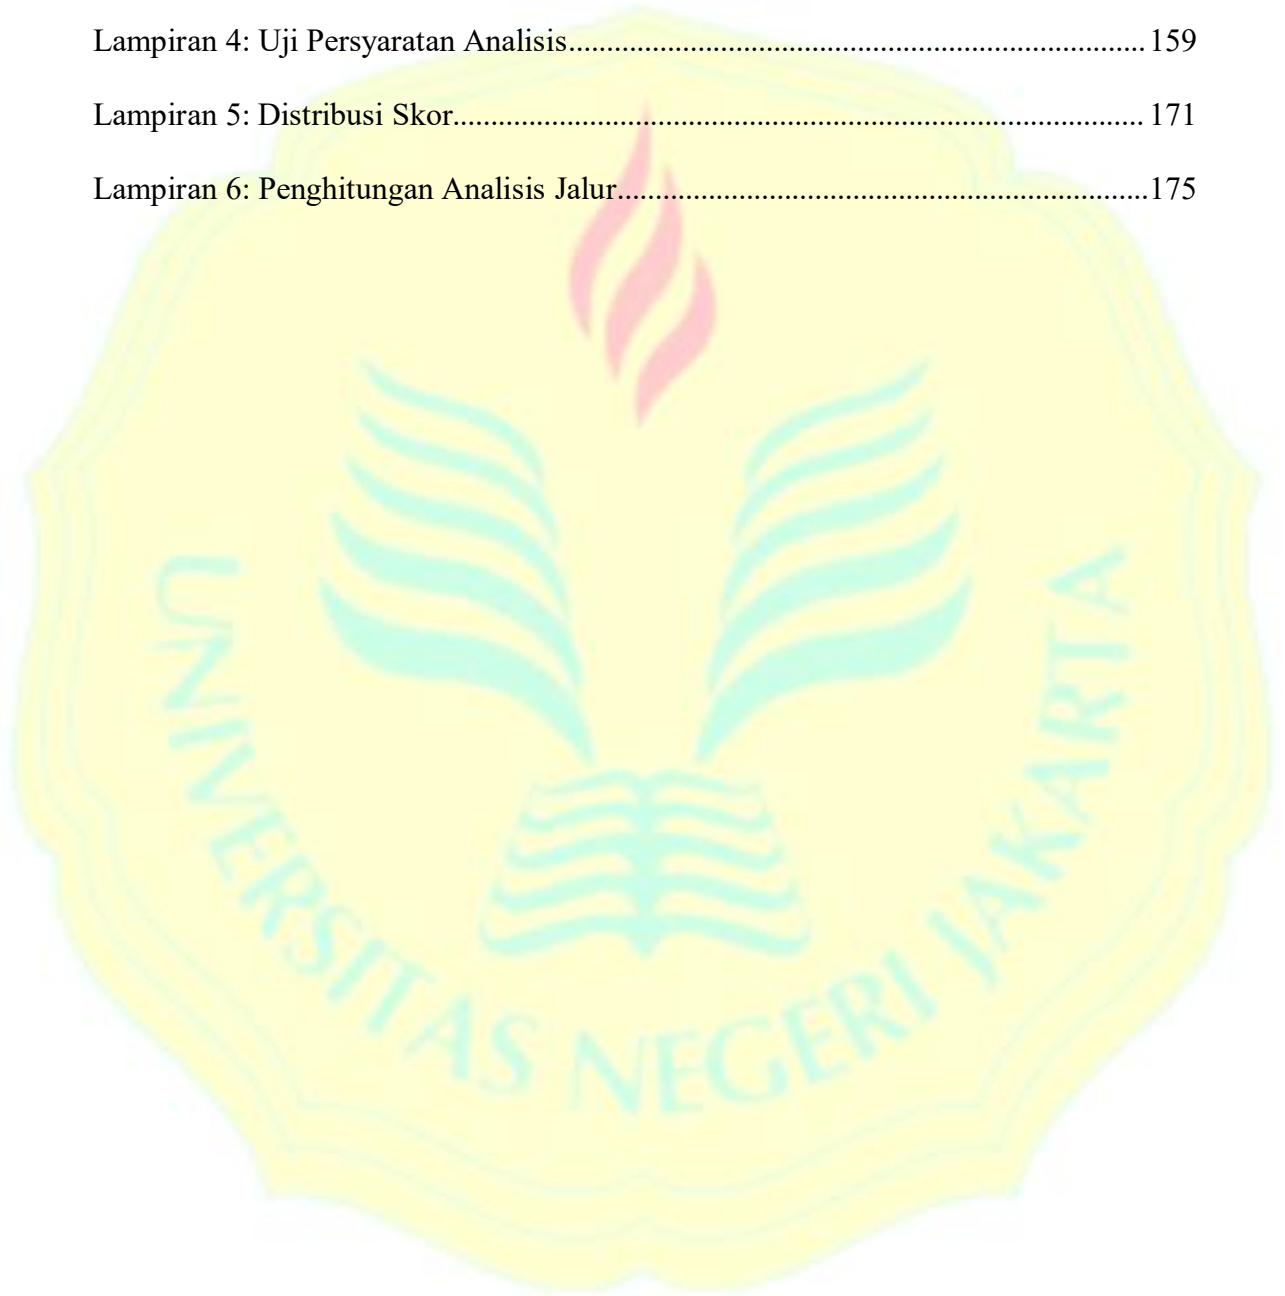 Lampiran 4: Uji Persyaratan Analisis........................................................................... 159
Lampiran 5: Distribusi Skor.......................................................................................... 171
Lampiran 6: Penghitungan Analisis Jalur.....................................................................175
UNIVERSITAS NEGERI JAKARTA